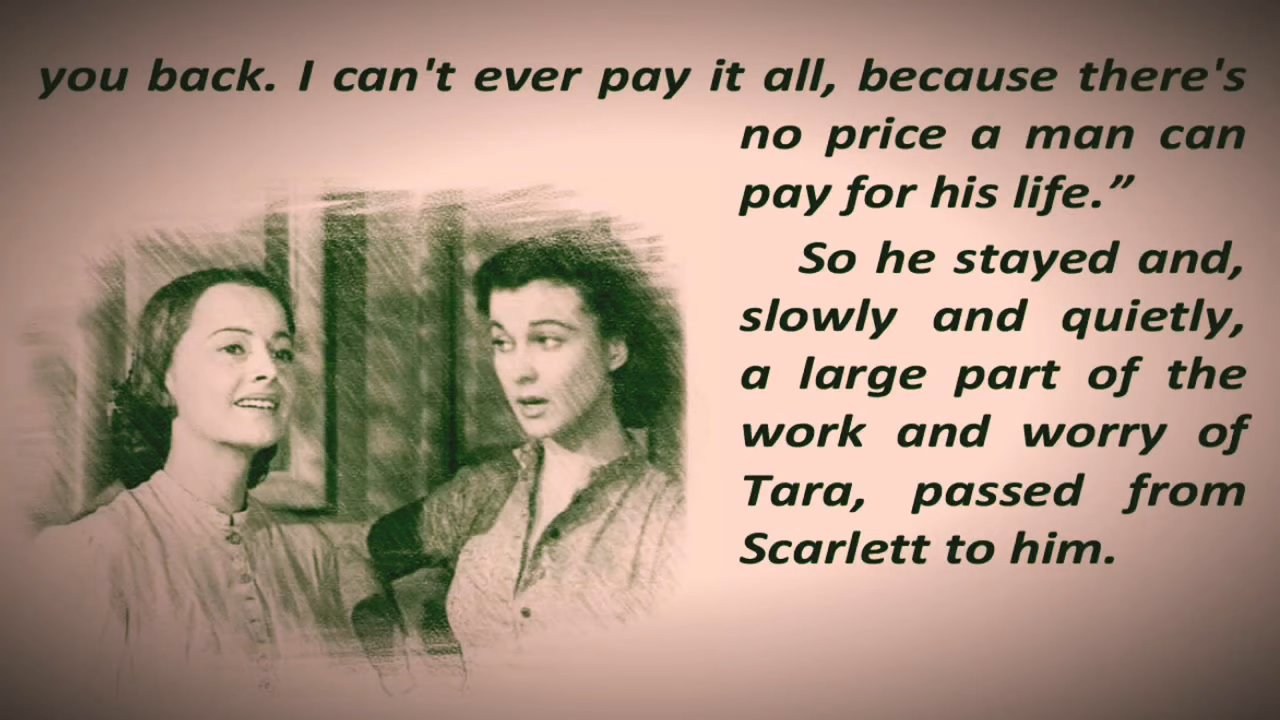 you back. I can't ever pay it all, because there's
no price a man can
pay for his life.”
So he stayed and,
slowly and quietly,
a large part of the
work and worry of
Tara, passed from
Scarlett to him.